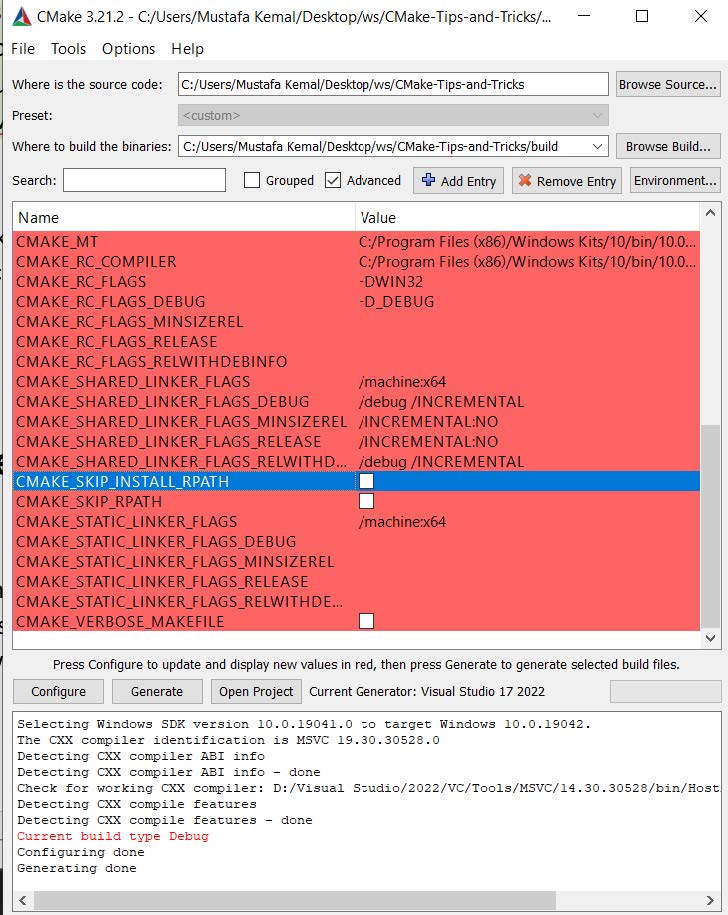 CMake 3.21.2 - C:/Users/Mustafa Kemal/Desktop/ws/CMake-Tips-and-Tricks/...
File Tools Options Help
Where is the source code: C:/Users/Mustafa Kemal/Desktop/ws/CMake-Tips-and-Tricks Browse Source...
Preset: <custom>
Where to build the binaries: C:/Users/Mustafa Kemal/Desktop/ws/CMake-Tips-and-Tricks/build Browse Build...
Search: Grouped Advanced Add Entry Remove Entry Environment...
Name Value
CMAKE_MT C:/Program Files (x86)/Windows Kits/10/bin/10.0...
CMAKE_RC_COMPILER C:/Program Files (x86)/Windows Kits/10/bin/10.0...
CMAKE_RC_FLAGS -DWIN32
CMAKE_RC_FLAGS_DEBUG -D_DEBUG
CMAKE_RC_FLAGS_MINSIZEREL
CMAKE_RC_FLAGS_RELEASE
CMAKE_RC_FLAGS_RELWITHDEBINFO
CMAKE_SHARED_LINKER_FLAGS /machine:x64
CMAKE_SHARED_LINKER_FLAGS_DEBUG /debug /INCREMENTAL
CMAKE_SHARED_LINKER_FLAGS_MINSIZEREL /INCREMENTAL:NO
CMAKE_SHARED_LINKER_FLAGS_RELEASE /INCREMENTAL:NO
CMAKE_SHARED_LINKER_FLAGS_RELWITHD... /debug /INCREMENTAL
CMAKE_SKIP_INSTALL_RPATH
CMAKE_SKIP_RPATH
CMAKE_STATIC_LINKER_FLAGS /machine:x64
CMAKE_STATIC_LINKER_FLAGS_DEBUG
CMAKE_STATIC_LINKER_FLAGS_MINSIZEREL
CMAKE_STATIC_LINKER_FLAGS_RELEASE
CMAKE_STATIC_LINKER_FLAGS_RELWITHDE...
CMAKE_VERBOSE_MAKEFILE
Press Configure to update and display new values in red, then press Generate to generate selected build files.
Configure Generate Open Project Current Generator: Visual Studio 17 2022
Selecting Windows SDK version 10.0.19041.0 to target Windows 10.0.19042.
The CXX compiler identification is MSVC 19.30.30528.0
Detecting CXX compiler ABI info
Detecting CXX compiler ABI info - done
Check for working CXX compiler: D:/Visual Studio/2022/VC/Tools/MSVC/14.30.30528/bin/Host
Detecting CXX compile features
Detecting CXX compile features - done
Current build type Debug
Configuring done
Generating done